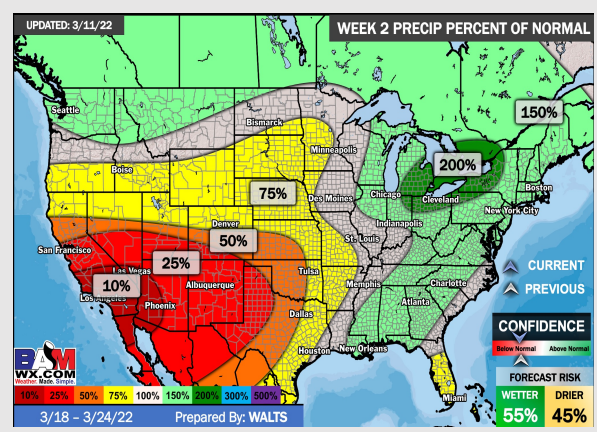 UPDATED: 3/11/22
WEEK 2 PRECIP PERCENT OF NORMAL
Seattle
150%
Bismarck
Minneapolis
200%
Boise
75%
Des Moines
Chicago
Cleveland
Boston
New York City
Denver
Indianapolis
San Francisco
50%
St. Louis
25%
Las Vegas
Tulsa
CURRENT
10%
Albuquerque
Memphis
Charlotte
PREVIOUS
Los Angeles
Phoenix
Atlanta
Dallas
CONFIDENCE
Houston
New Orleans
Below Normal Above Normal
BAM
WX.COM
Weather. Made. Simple.
FORECAST RISK
Miami
WETTER DRIER
10% 25% 50% 75% 100% 150% 200% 300% 500%
55% 45%
3/18 – 3/24/22 Prepared By: WALTS